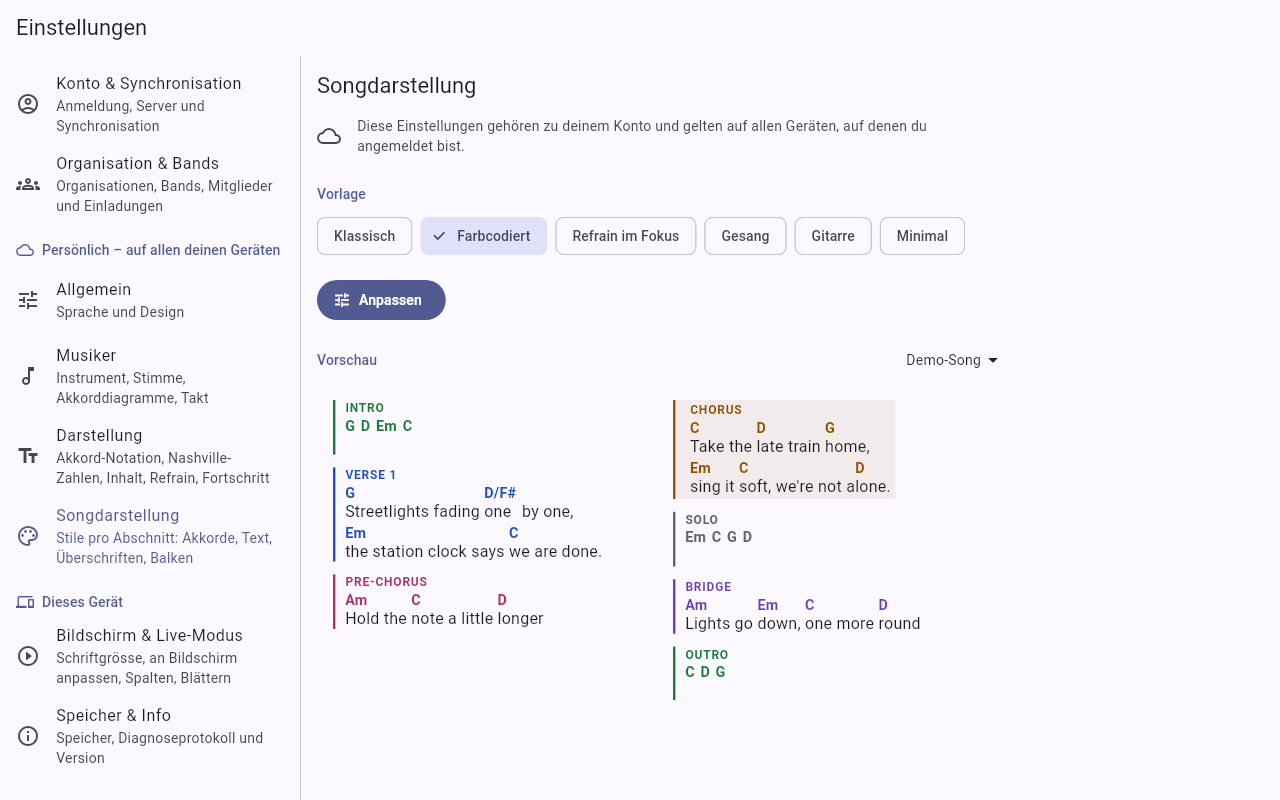 Einstellungen
Konto & Synchronisation
Anmeldung, Server und
Synchronisation
Organisation & Bands
Organisationen, Bands, Mitglieder
und Einladungen
Persönlich – auf allen deinen Geräten
Allgemein
Sprache und Design
Musiker
Instrument, Stimme,
Akkorddiagramme, Takt
Darstellung
Akkord-Notation, Nashville-
Zahlen, Inhalt, Refrain, Fortschritt
Songdarstellung
Stile pro Abschnitt: Akkorde, Text,
Überschriften, Balken
Dieses Gerät
Bildschirm & Live-Modus
Schriftgrösse, an Bildschirm
anpassen, Spalten, Blättern
Speicher & Info
Speicher, Diagnoseprotokoll und
Version
Songdarstellung
Diese Einstellungen gehören zu deinem Konto und gelten auf allen Geräten, auf denen du
angemeldet bist.
Vorlage
Klassisch Farbcodiert Refrain im Fokus Gesang Gitarre Minimal
Anpassen
Vorschau Demo-Song
INTRO
G D Em C
VERSE 1
G D/F#
Streetlights fading one by one,
Em C
the station clock says we are done.
PRE-CHORUS
Am C D
Hold the note a little longer
CHORUS
C D G
Take the late train home,
Em C D
sing it soft, we're not alone.
SOLO
Em C G D
BRIDGE
Am Em C D
Lights go down, one more round
OUTRO
C D G